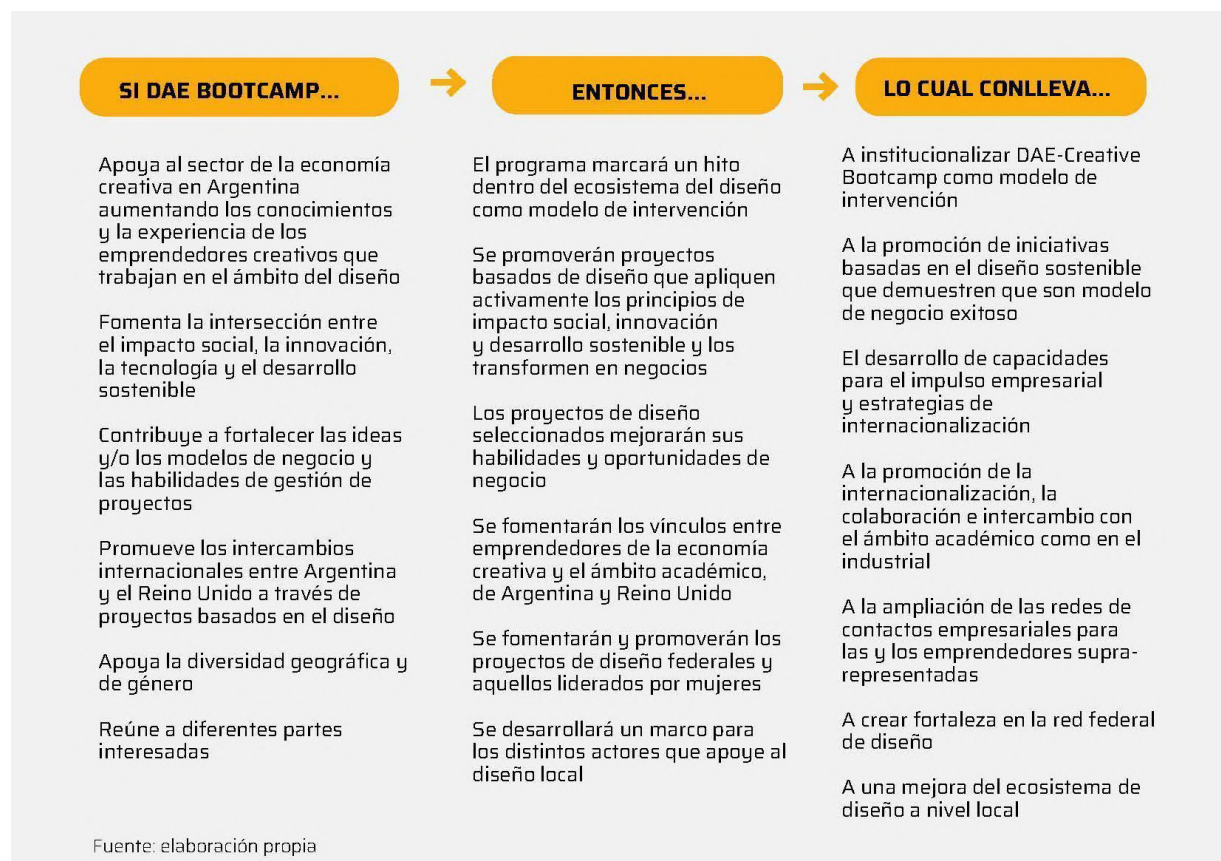 SI DAE BOOTCAMP...
Apoya al sector de la economía
creativa en Argentina
aumentando los conocimientos
y la experiencia de los
emprendedores creativos que
trabajan en el ámbito del diseño
Fomenta la intersección entre
el impacto social, la innovación,
la tecnología y el desarrollo
sostenible
Contribuye a fortalecer las ideas
y/o los modelos de negocio y
las habilidades de gestión de
proyectos
Promueve los intercambios
internacionales entre Argentina
y el Reino Unido a través de
proyectos basados en el diseño
Apoya la diversidad geográfica y
de género
Reúne a diferentes partes
interesadas
ENTONCES...
El programa marcará un hito
dentro del ecosistema del diseño
como modelo de intervención
Se promoverán proyectos
basados de diseño que apliquen
activamente los principios de
impacto social, innovación
y desarrollo sostenible y los
transformen en negocios
Los proyectos de diseño
seleccionados mejorarán sus
habilidades y oportunidades de
negocio
Se fomentarán los vínculos entre
emprendedores de la economía
creativa y el ámbito académico,
de Argentina y Reino Unido
Se fomentarán y promoverán los
proyectos de diseño federales y
aquellos liderados por mujeres
Se desarrollará un marco para
los distintos actores que apoye al
diseño local
LO CUAL CONLLEVA...
A institucionalizar DAE-Creative
Bootcamp como modelo de
intervención
A la promoción de iniciativas
basadas en el diseño sostenible
que demuestren que son modelo
de negocio exitoso
El desarrollo de capacidades
para el impulso empresarial
y estrategias de
internacionalización
A la promoción de la
internacionalización, la
colaboración e intercambio con
el ámbito académico como en el
industrial
A la ampliación de las redes de
contactos empresariales para
las y los emprendedores supra-
representadas
A crear fortaleza en la red federal
de diseño
A una mejora del ecosistema de
diseño a nivel local
Fuente: elaboración propia